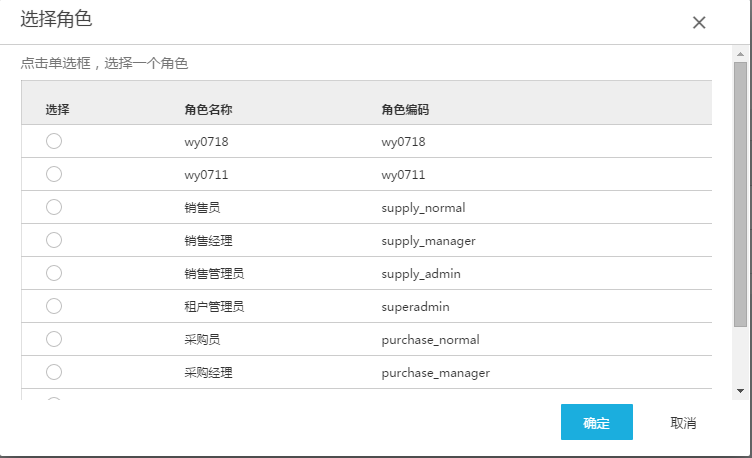 选择角色
点击单选框，选择一个角色
选择 角色名称 角色编码
wy0718 wy0718
wy0711 wy0711
销售员 supply_normal
销售经理 supply_manager
销售管理员 supply_admin
租户管理员 superadmin
采购员 purchase_normal
采购经理 purchase_manager
确定 取消